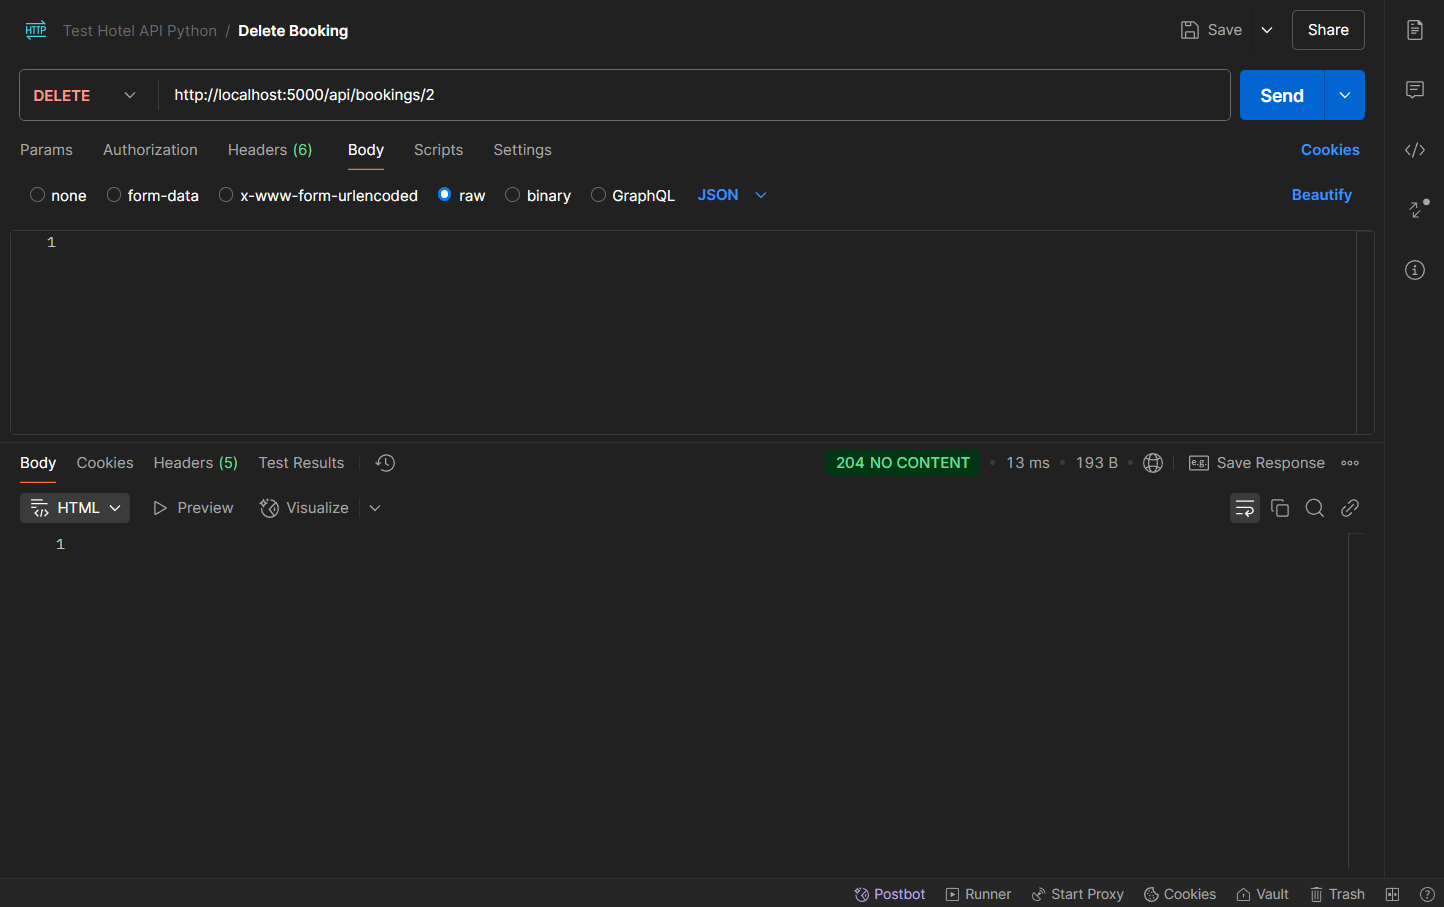 HTTP Test Hotel API Python / Delete Booking Save Share
DELETE http://localhost:5000/api/bookings/2 Send
Params Authorization Headers (6) Body Scripts Settings Cookies
none form-data x-www-form-urlencoded raw binary GraphQL JSON Beautify
1
Body Cookies Headers (5) Test Results 204 NO CONTENT • 13 ms • 193 B • e.g. Save Response
HTML Preview Visualize
1
Postbot Runner Start Proxy Cookies Vault Trash